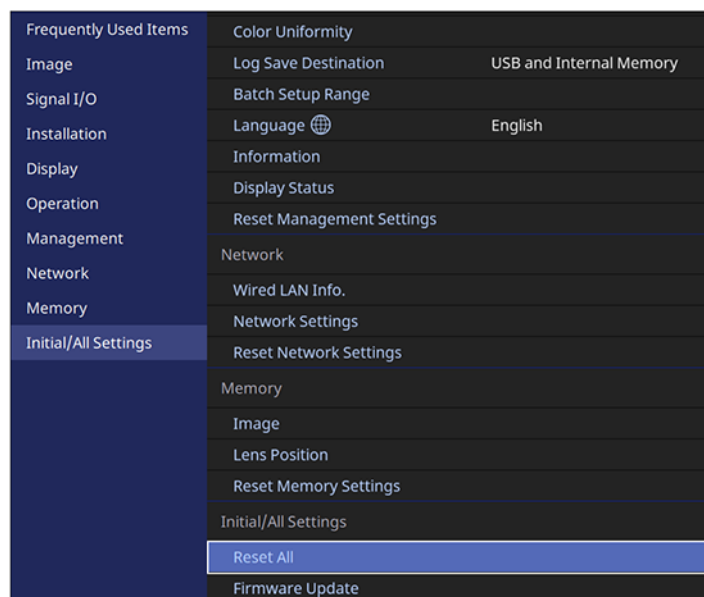 Frequently Used Items
Image
Signal I/O
Installation
Display
Operation
Management
Network
Memory
Initial/All Settings
Color Uniformity
Log Save Destination USB and Internal Memory
Batch Setup Range
Language English
Information
Display Status
Reset Management Settings
Network
Wired LAN Info.
Network Settings
Reset Network Settings
Memory
Image
Lens Position
Reset Memory Settings
Initial/All Settings
Reset All
Firmware Update